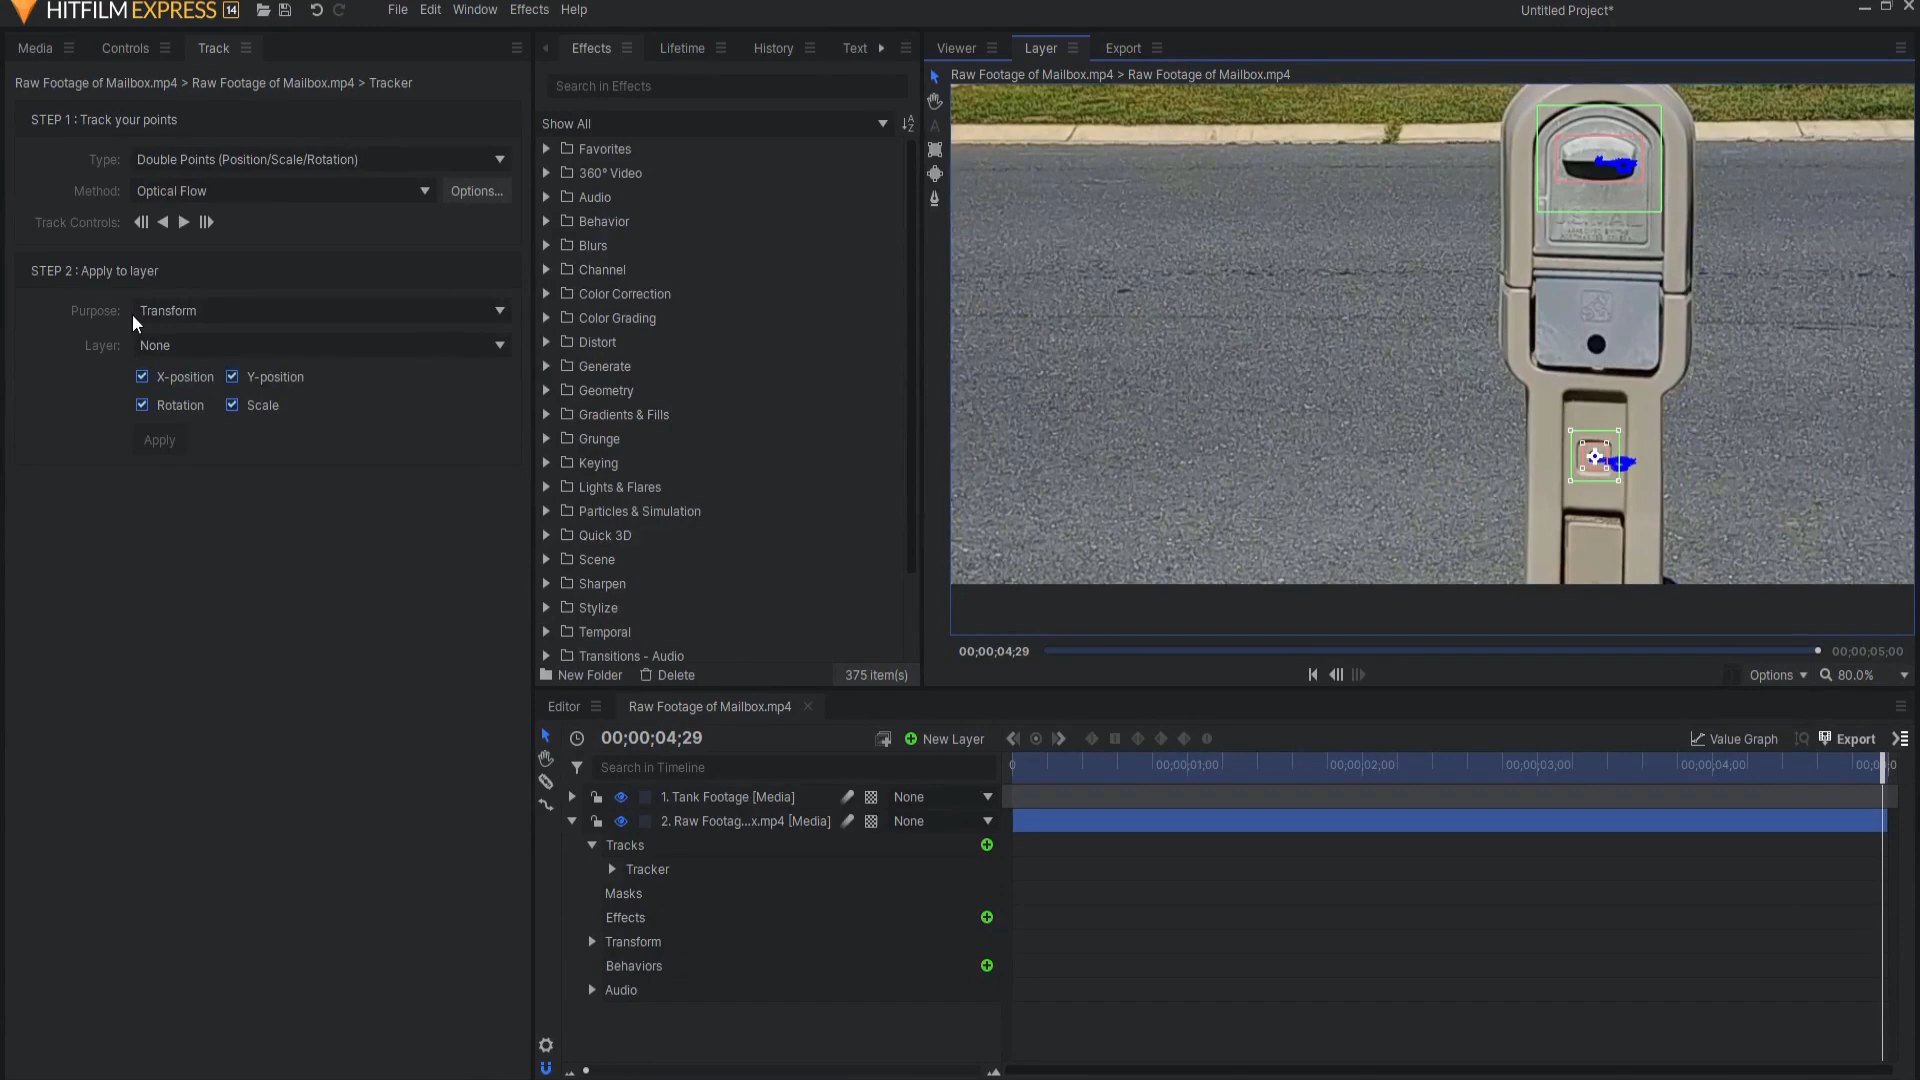 HITFILM EXPRESS 14
File Edit Window Effects Help
Untitled Project*
Media Controls Track
Raw Footage of Mailbox.mp4 > Raw Footage of Mailbox.mp4 > Tracker
STEP 1 : Track your points
Type: Double Points (Position/Scale/Rotation)
Method: Optical Flow Options...
Track Controls:
STEP 2 : Apply to layer
Purpose: Transform
Layer: None
X-position Y-position
Rotation Scale
Apply
Effects Lifetime History Text
Search in Effects
Show All
Favorites
360° Video
Audio
Behavior
Blurs
Channel
Color Correction
Color Grading
Distort
Generate
Geometry
Gradients & Fills
Grunge
Keying
Lights & Flares
Particles & Simulation
Quick 3D
Scene
Sharpen
Stylize
Temporal
Transitions - Audio
New Folder Delete 375 item(s)
Viewer Layer Export
Raw Footage of Mailbox.mp4 > Raw Footage of Mailbox.mp4
00;00;04;29 00;00;05;00
Options 80.0%
Editor Raw Footage of Mailbox.mp4
00;00;04;29 New Layer Value Graph Export
Search in Timeline
0 00;00;01;00 00;00;02;00 00;00;03;00 00;00;04;00
1. Tank Footage [Media] None
2. Raw Footag...x.mp4 [Media] None
Tracks
Tracker
Masks
Effects
Transform
Behaviors
Audio